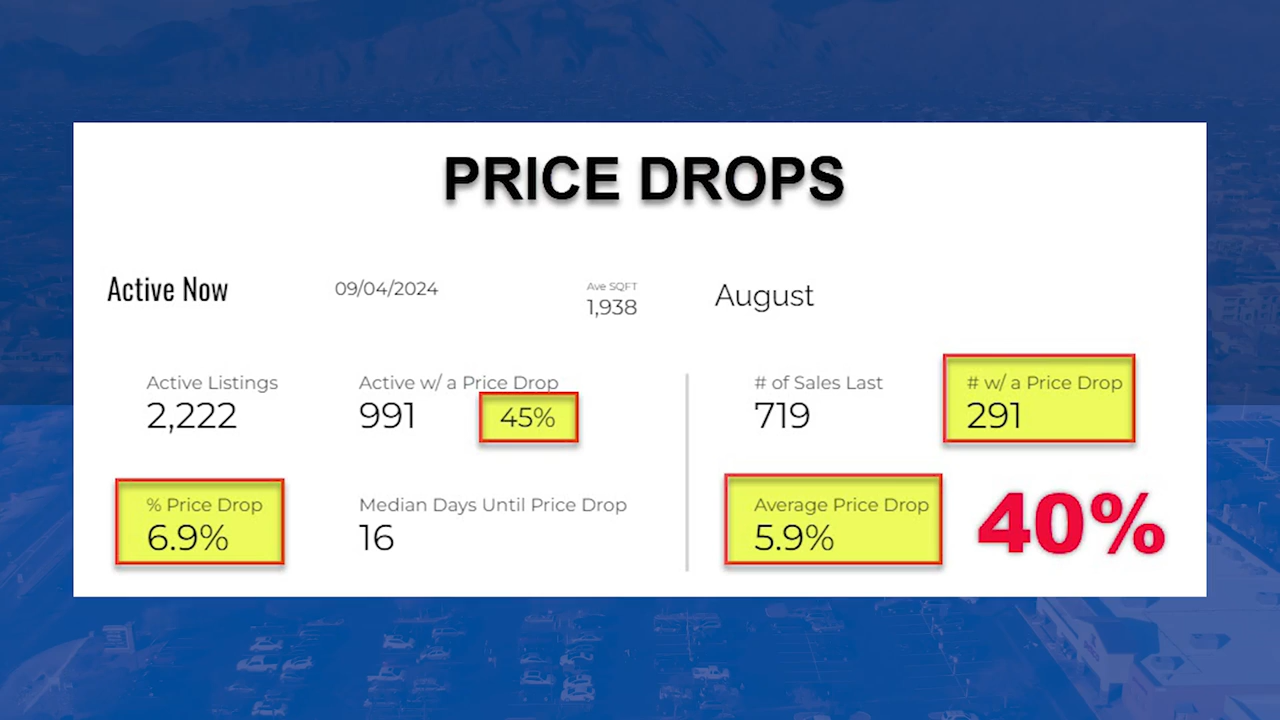 PRICE DROPS
Active Now
09/04/2024
Ave SQFT
1,938
Active Listings
2,222
Active w/ a Price Drop
991
45%
% Price Drop
6.9%
Median Days Until Price Drop
16
August
# of Sales Last
719
# w/ a Price Drop
291
Average Price Drop
5.9%
40%